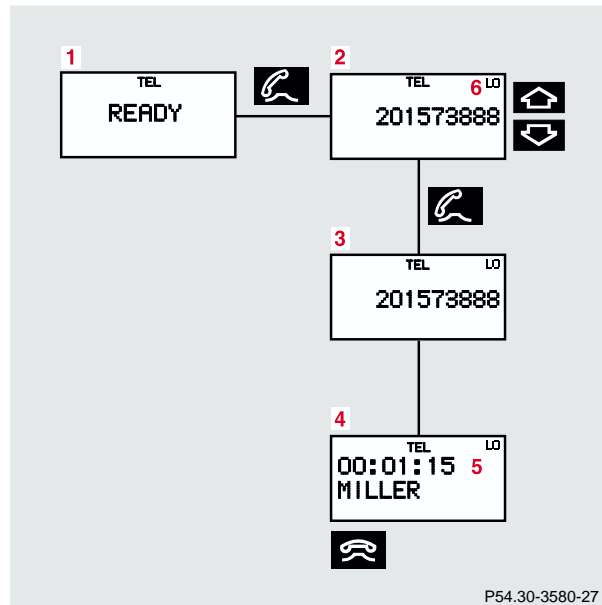 1
TEL
READY
2
TEL 6 LO
201573888
3
TEL LO
201573888
4
TEL LO
00:01:15 5
MILLER
P54.30-3580-27